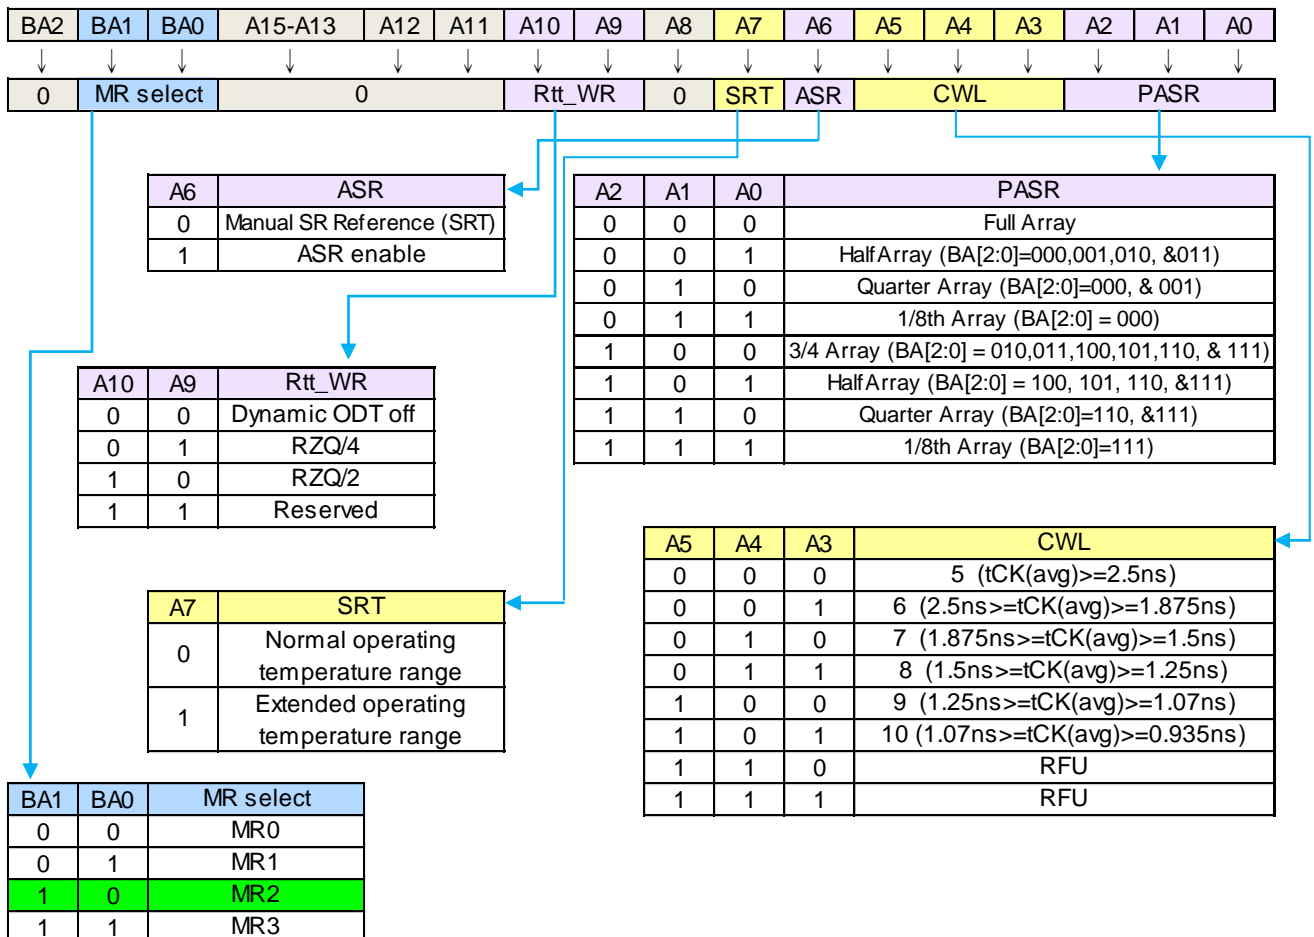 BA2 BA1 BA0 A15-A13 A12 A11 A10 A9 A8 A7 A6 A5 A4 A3 A2 A1 A0
0 MR select 0 Rtt_WR 0 SRT ASR CWL PASR
A6 ASR
0 Manual SR Reference (SRT)
1 ASR enable
A2 A1 A0 PASR
0 0 0 Full Array
0 0 1 HalfArray (BA[2:0]=000,001,010, &011)
0 1 0 Quarter Array (BA[2:0]=000, & 001)
0 1 1 1/8th Array (BA[2:0] = 000)
1 0 0 3/4 Array (BA[2:0] = 010,011,100,101,110, & 111)
1 0 1 HalfArray (BA[2:0] = 100, 101, 110, &111)
1 1 0 Quarter Array (BA[2:0]=110, &111)
1 1 1 1/8th Array (BA[2:0]=111)
A10 A9 Rtt_WR
0 0 Dynamic ODT off
0 1 RZQ/4
1 0 RZQ/2
1 1 Reserved
A5 A4 A3 CWL
0 0 0 5 (tCK(avg)>=2.5ns)
0 0 1 6 (2.5ns>=tCK(avg)>=1.875ns)
0 1 0 7 (1.875ns>=tCK(avg)>=1.5ns)
0 1 1 8 (1.5ns>=tCK(avg)>=1.25ns)
1 0 0 9 (1.25ns>=tCK(avg)>=1.07ns)
1 0 1 10 (1.07ns>=tCK(avg)>=0.935ns)
1 1 0 RFU
1 1 1 RFU
A7 SRT
0 Normal operating
temperature range
1 Extended operating
temperature range
BA1 BA0 MR select
0 0 MR0
0 1 MR1
1 0 MR2
1 1 MR3